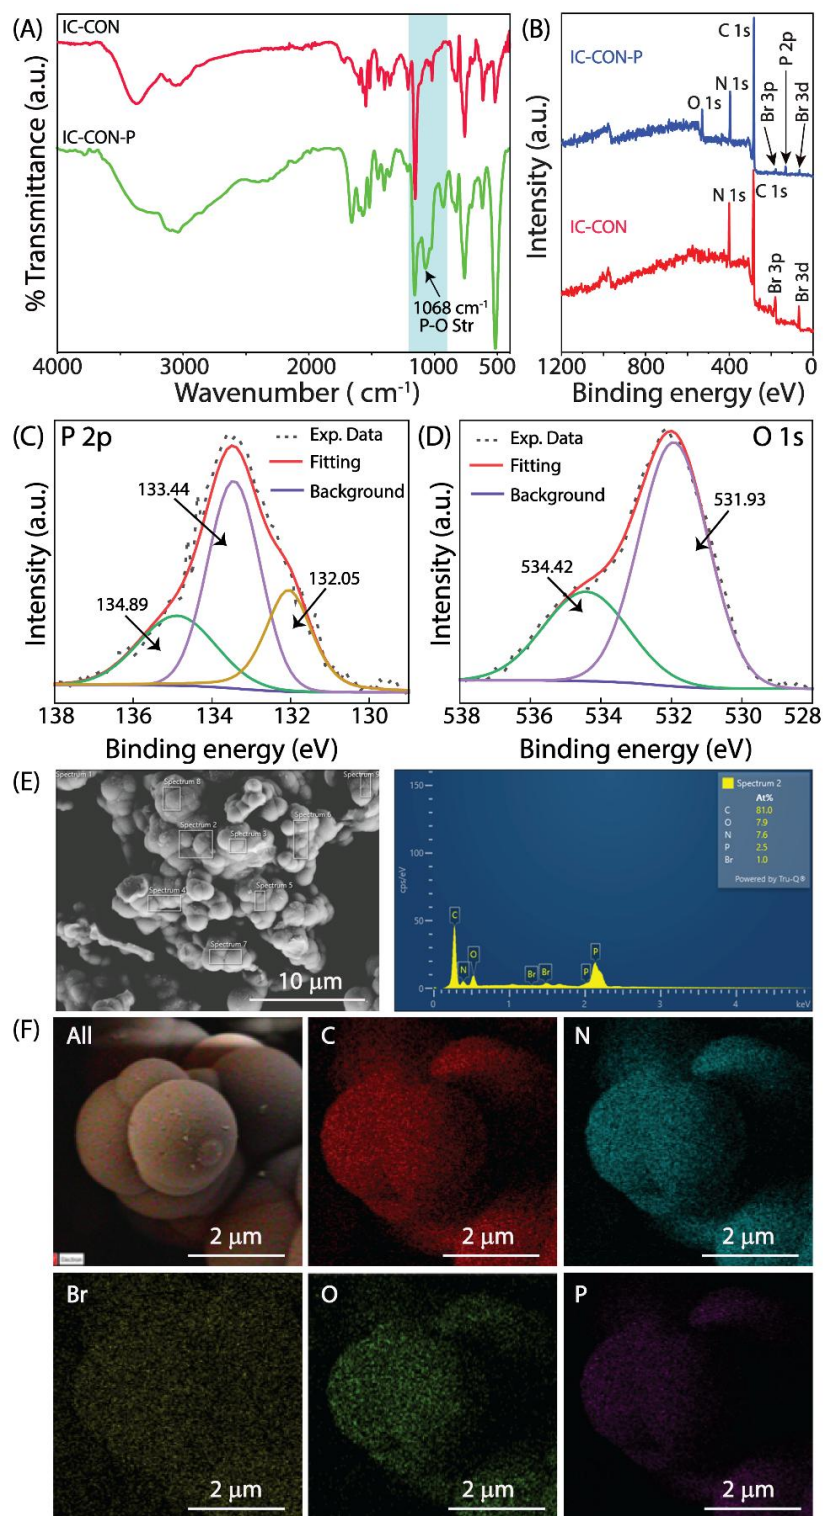 (A)
IC-CON
IC-CON-P
% Transmittance (a.u.)
1068 cm⁻¹
P-O Str
4000 3000 2000 1000 500 400
Wavenumber ( cm⁻¹)
(B)
IC-CON-P
C 1s
N 1s
O 1s
Br 3p
P 2p
Br 3d
IC-CON
N 1s
C 1s
Br 3p
Br 3d
Intensity (a.u.)
1200 800 600 400 200 0
Binding energy (eV)
(C)
P 2p
Exp. Data
Fitting
Background
133.44
134.89
132.05
Intensity (a.u.)
138 136 134 132 130
Binding energy (eV)
(D)
O 1s
Exp. Data
Fitting
Background
531.93
534.42
Intensity (a.u.)
538 536 534 532 530 528
Binding energy (eV)
(E)
Spectrum 1
Spectrum 8
Spectrum 9
Spectrum 2
Spectrum 3
Spectrum 6
Spectrum 4
Spectrum 5
Spectrum 7
10 μm
150
100
50
0
cps/eV
Spectrum 2
At%
C 81.0
O 7.9
N 7.6
P 2.5
Br 1.0
Powered by Tru-Q®
C
N
O
Br
Br
P
P
0 1 2 3 4 keV
(F)
All
2 μm
C
2 μm
N
2 μm
Br
2 μm
O
2 μm
P
2 μm